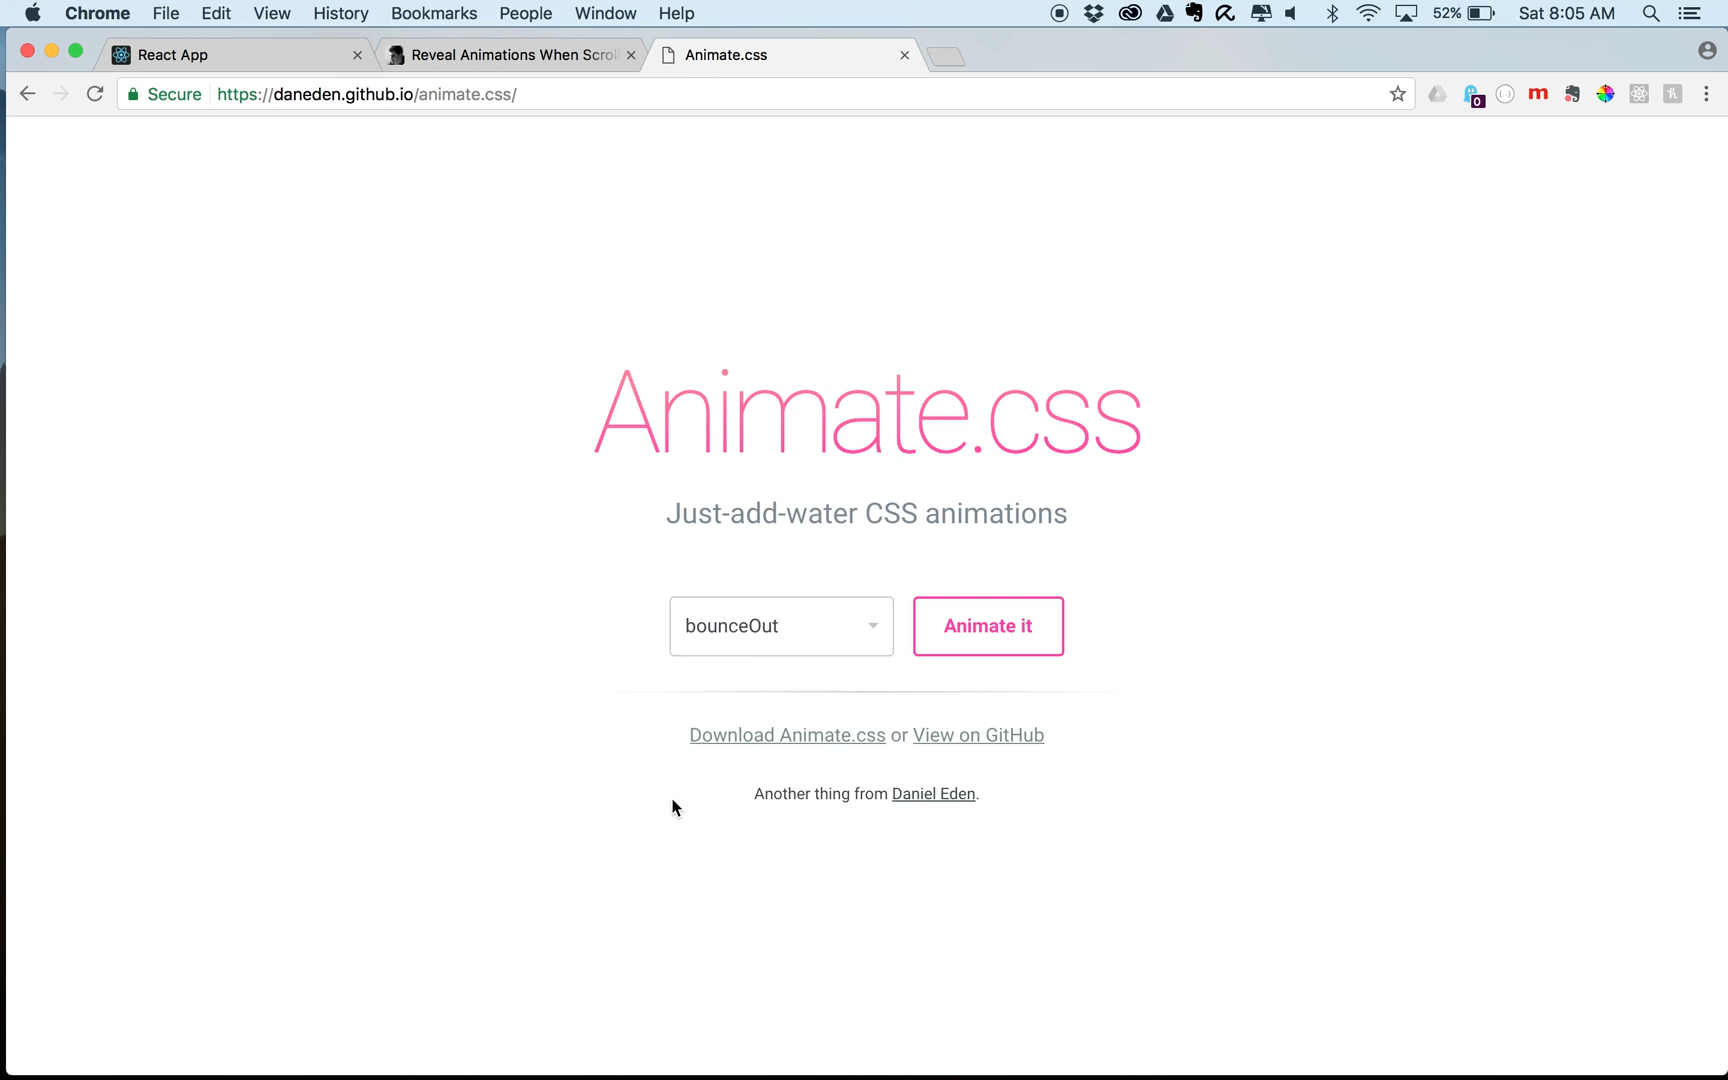 Chrome File Edit View History Bookmarks People Window Help 52% Sat 8:05 AM
React App Reveal Animations When Scrol Animate.css
Secure https://daneden.github.io/animate.css/ 0 m
Animate.css
Just-add-water CSS animations
bounceOut Animate it
Download Animate.css or View on GitHub
Another thing from Daniel Eden.